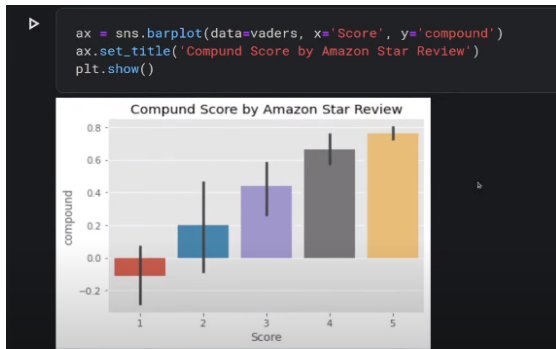 ax = sns.barplot(data=vaders, x='Score', y='compound')
ax.set_title('Compund Score by Amazon Star Review')
plt.show()
Compund Score by Amazon Star Review
0.8
0.6
0.4
0.2
0.0
−0.2
compound
1 2 3 4 5
Score